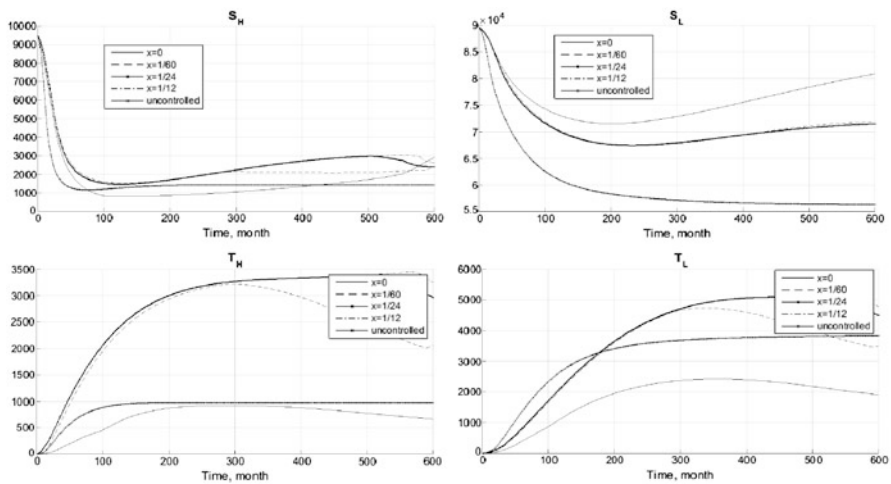 S_H
10000
9000
8000
7000
6000
5000
4000
3000
2000
1000
0
x=0
x=1/60
x=1/24
x=1/12
uncontrolled
0 100 200 300 400 500 600
Time, month
S_L
9 ×10^4
8.5
8
7.5
7
6.5
6
5.5
x=0
x=1/60
x=1/24
x=1/12
uncontrolled
0 100 200 300 400 500 600
Time, month
T_H
3500
3000
2500
2000
1500
1000
500
0
x=0
x=1/60
x=1/24
x=1/12
uncontrolled
0 100 200 300 400 500 600
Time, month
T_L
6000
5000
4000
3000
2000
1000
0
x=0
x=1/60
x=1/24
x=1/12
uncontrolled
0 100 200 300 400 500 600
Time, month